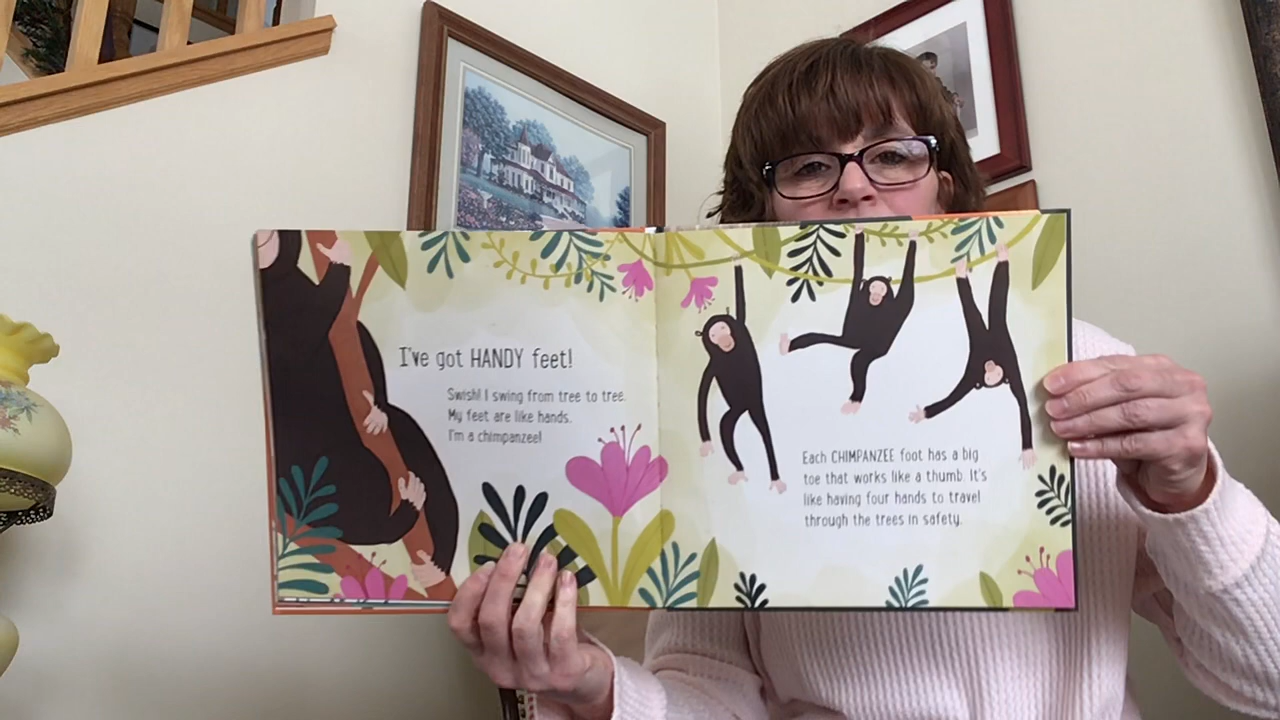 I've got HANDY feet!
Swish! I swing from tree to tree.
My feet are like hands.
I'm a chimpanzee!
Each CHIMPANZEE foot has a big
toe that works like a thumb. It's
like having four hands to travel
through the trees in safety.